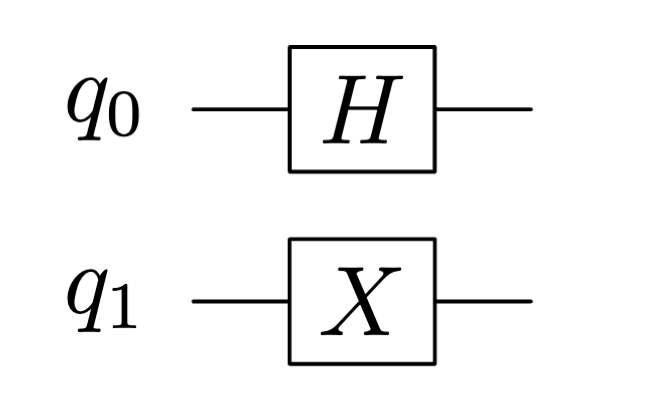 q₀ H
q₁ X